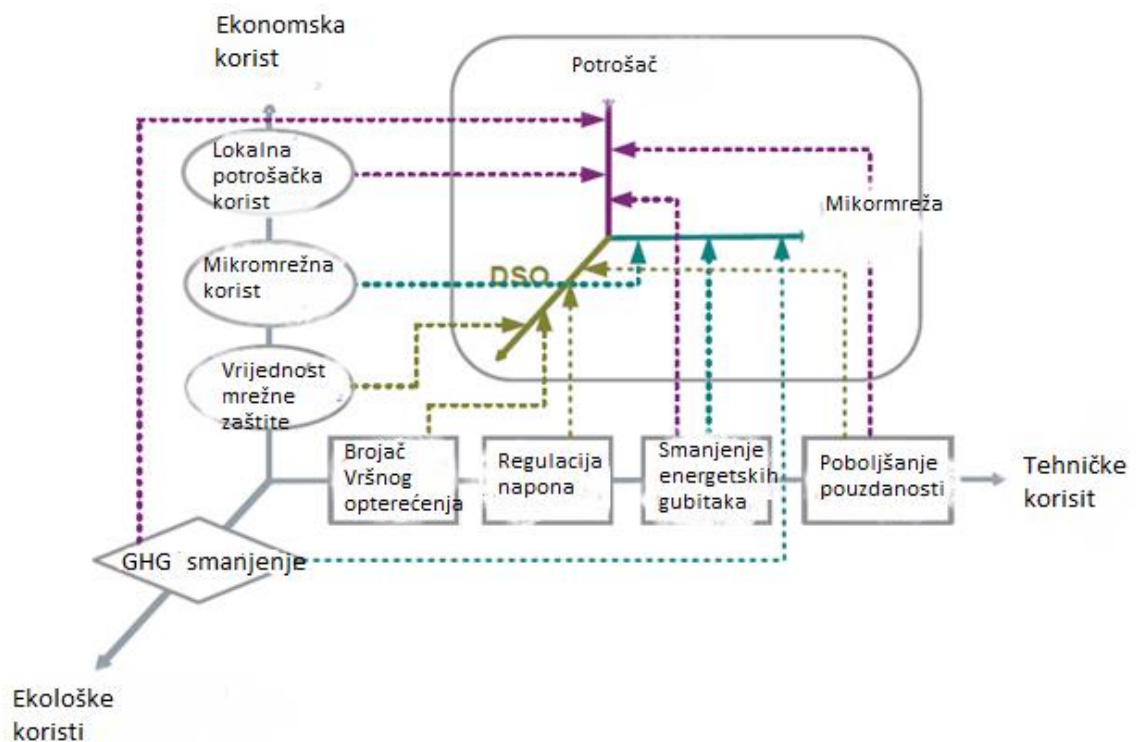 Ekonomska
korist
Potrošač
Lokalna
potrošačka
korist
Mikormreža
Mikromrežna
korist
DSO
Vrijednost
mrežne
zaštite
Brojač
Vršnog
opterećenja
Regulacija
napona
Smanjenje
energetskih
gubitaka
Poboljšanje
pouzdanosti
Tehničke
korisit
GHG smanjenje
Ekološke
koristi